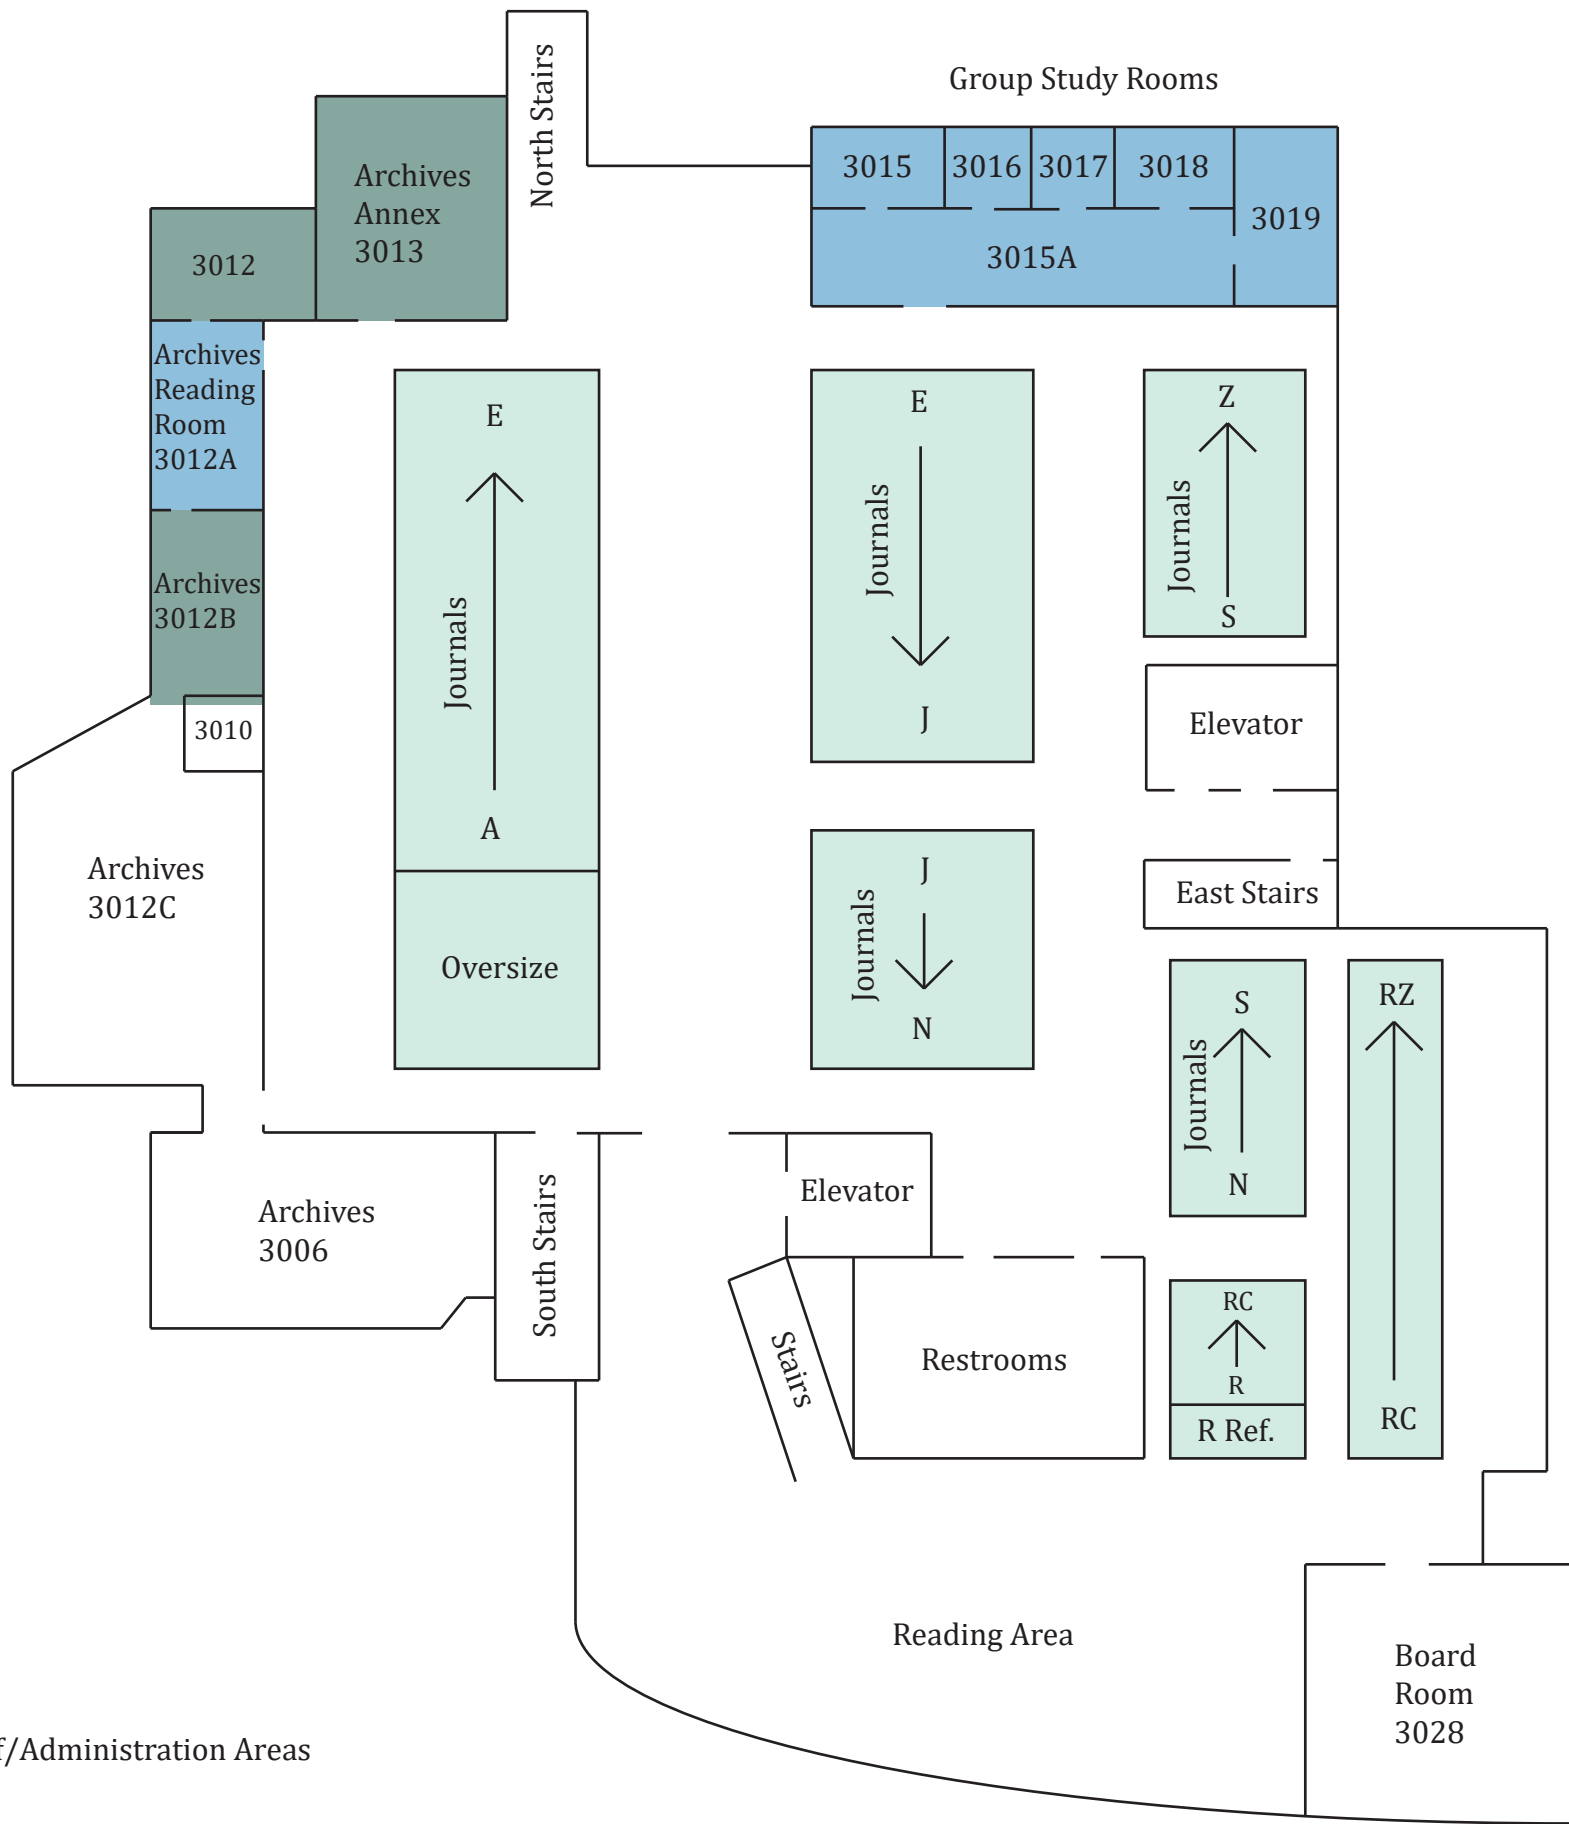 North Stairs
Group Study Rooms
Archives
Annex
3013
3012
3015
3016
3017
3018
3019
3015A
Archives
Reading
Room
3012A
Archives
3012B
3010
Archives
3012C
E
Journals
A
Oversize
E
Journals
J
Z
Journals
S
Elevator
East Stairs
J
Journals
N
S
Journals
N
RZ
RC
Archives
3006
South Stairs
Elevator
Stairs
Restrooms
RC
R
R Ref.
Reading Area
Board
Room
3028
/Administration Areas